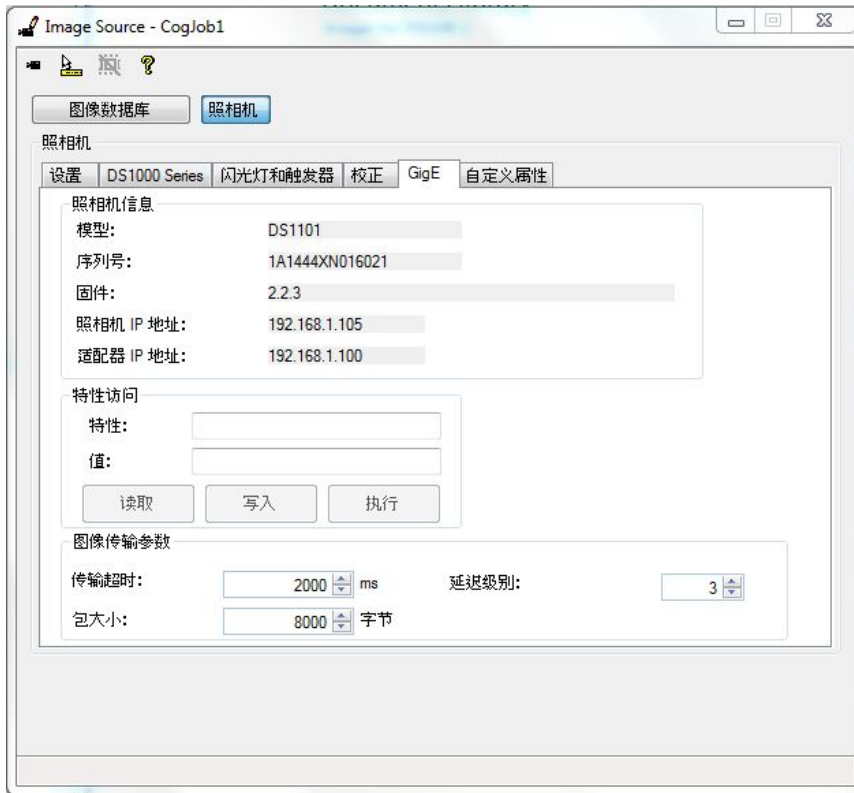 Image Source - CogJob1
图像数据库 照相机
照相机
设置 DS1000 Series 闪光灯和触发器 校正 GigE 自定义属性
照相机信息
模型: DS1101
序列号: 1A1444XN016021
固件: 2.2.3
照相机 IP 地址: 192.168.1.105
适配器 IP 地址: 192.168.1.100
特性访问
特性:
值:
读取 写入 执行
图像传输参数
传输超时: 2000 ms 延迟级别: 3
包大小: 8000 字节